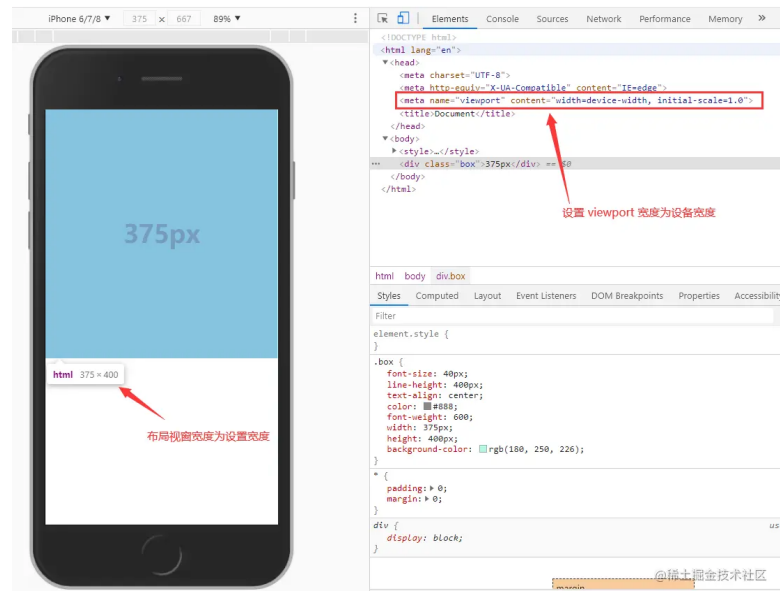 iPhone 6/7/8 ▼ 375 × 667 89% ▼
Elements Console Sources Network Performance Memory »
<!DOCTYPE html>
<html lang="en">
▼<head>
<meta charset="UTF-8">
<meta http-equiv="X-UA-Compatible" content="IE=edge">
<meta name="viewport" content="width=device-width, initial-scale=1.0">
<title>Document</title>
</head>
▼<body>
▶<style>…</style>
<div class="box">375px</div> == $0
</body>
</html>
设置 viewport 宽度为设备宽度
375px
html 375 × 400
布局视窗宽度为设置宽度
html body div.box
Styles Computed Layout Event Listeners DOM Breakpoints Properties Accessibility
Filter
element.style {
}
.box {
font-size: 40px;
line-height: 400px;
text-align: center;
color: #888;
font-weight: 600;
width: 375px;
height: 400px;
background-color: rgb(180, 250, 226);
}
* {
padding:▶ 0;
margin:▶ 0;
}
div { us
display: block;
}
margin
@稀土掘金技术社区